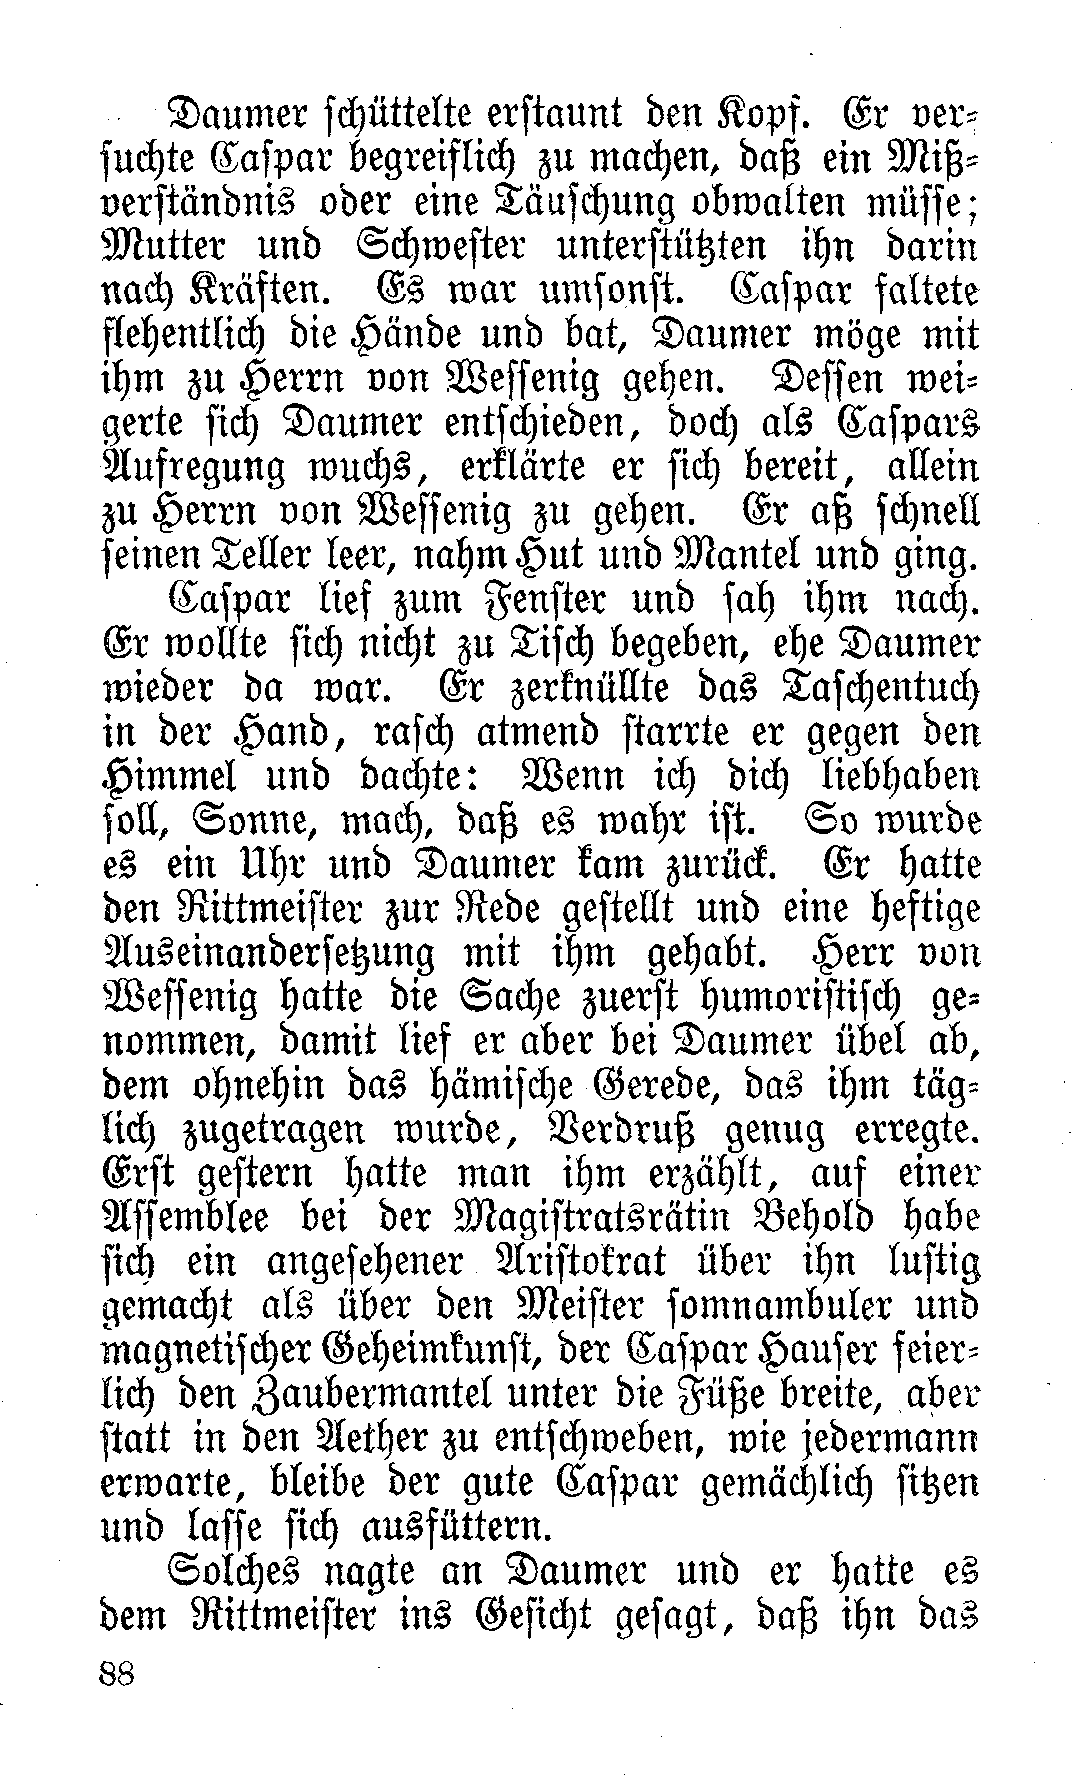 Daumer schüttelte erstaunt den Kopf. Er ver-
suchte Caspar begreiflich zu machen, daß ein Miß-
verständnis oder eine Täuschung obwalten müsse;
Mutter und Schwester unterstützten ihn darin
nach Kräften. Es war umsonst. Caspar faltete
flehentlich die Hände und bat, Daumer möge mit
ihm zu Herrn von Wessenig gehen. Dessen wei-
gerte sich Daumer entschieden, doch als Caspars
Aufregung wuchs, erklärte er sich bereit, allein
zu Herrn von Wessenig zu gehen. Er aß schnell
seinen Teller leer, nahm Hut und Mantel und ging.
Caspar lief zum Fenster und sah ihm nach.
Er wollte sich nicht zu Tisch begeben, ehe Daumer
wieder da war. Er zerknüllte das Taschentuch
in der Hand, rasch atmend starrte er gegen den
Himmel und dachte: Wenn ich dich liebhaben
soll, Sonne, mach, daß es wahr ist. So wurde
es ein Uhr und Daumer kam zurück. Er hatte
den Rittmeister zur Rede gestellt und eine heftige
Auseinandersetzung mit ihm gehabt. Herr von
Wessenig hatte die Sache zuerst humoristisch ge-
nommen, damit lief er aber bei Daumer übel ab,
dem ohnehin das hämische Gerede, das ihm täg-
lich zugetragen wurde, Verdruß genug erregte.
Erst gestern hatte man ihm erzählt, auf einer
Assemblee bei der Magistratsrätin Behold habe
sich ein angesehener Aristokrat über ihn lustig
gemacht als über den Meister somnambuler und
magnetischer Geheimkunst, der Caspar Hauser feier-
lich den Zaubermantel unter die Füße breite, aber
statt in den Aether zu entschweben, wie jedermann
erwarte, bleibe der gute Caspar gemächlich sitzen
und lasse sich ausfüttern.
Solches nagte an Daumer und er hatte es
dem Rittmeister ins Gesicht gesagt, daß ihn das
88